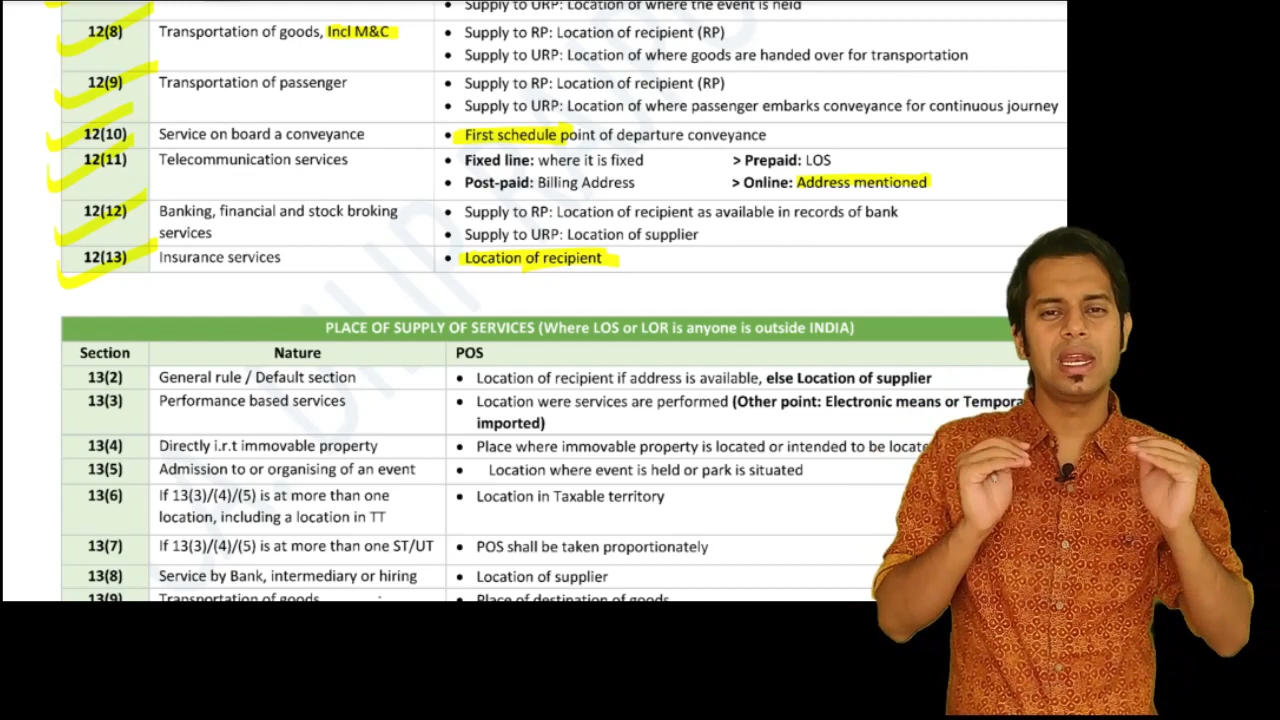 Supply to URP: Location of where the event is held
12(8) Transportation of goods, Incl M&C • Supply to RP: Location of recipient (RP)
• Supply to URP: Location of where goods are handed over for transportation
12(9) Transportation of passenger • Supply to RP: Location of recipient (RP)
• Supply to URP: Location of where passenger embarks conveyance for continuous journey
12(10) Service on board a conveyance • First schedule point of departure conveyance
12(11) Telecommunication services • Fixed line: where it is fixed > Prepaid: LOS
• Post-paid: Billing Address > Online: Address mentioned
12(12) Banking, financial and stock broking • Supply to RP: Location of recipient as available in records of bank
services • Supply to URP: Location of supplier
12(13) Insurance services • Location of recipient
PLACE OF SUPPLY OF SERVICES (Where LOS or LOR is anyone is outside INDIA)
Section Nature POS
13(2) General rule / Default section • Location of recipient if address is available, else Location of supplier
13(3) Performance based services • Location were services are performed (Other point: Electronic means or Tempora
imported)
13(4) Directly i.r.t immovable property • Place where immovable property is located or intended to be locate
13(5) Admission to or organising of an event • Location where event is held or park is situated
13(6) If 13(3)/(4)/(5) is at more than one • Location in Taxable territory
location, including a location in TT
13(7) If 13(3)/(4)/(5) is at more than one ST/UT • POS shall be taken proportionately
13(8) Service by Bank, intermediary or hiring • Location of supplier
13(9) Transportation of goods • Place of destination of goods